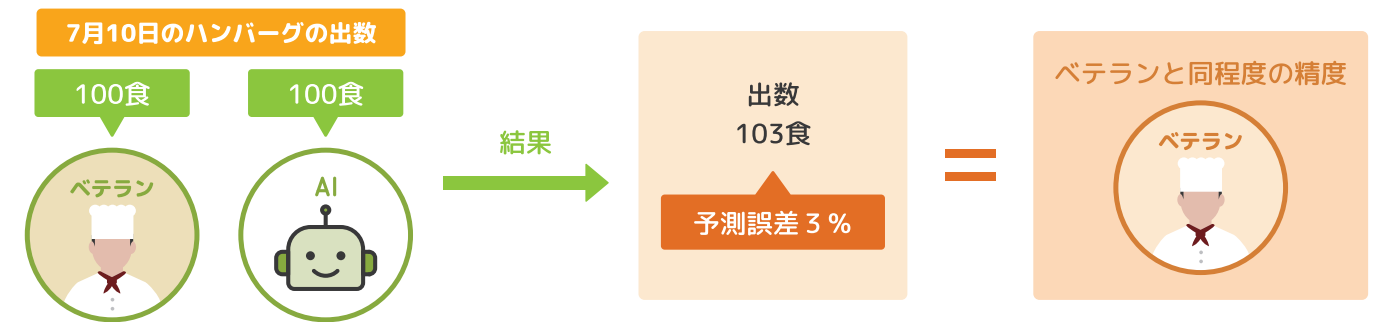 7月10日のハンバーグの出数
100食
100食
ベテラン
AI
結果
出数
103食
予測誤差3%
ベテランと同程度の精度
ベテラン